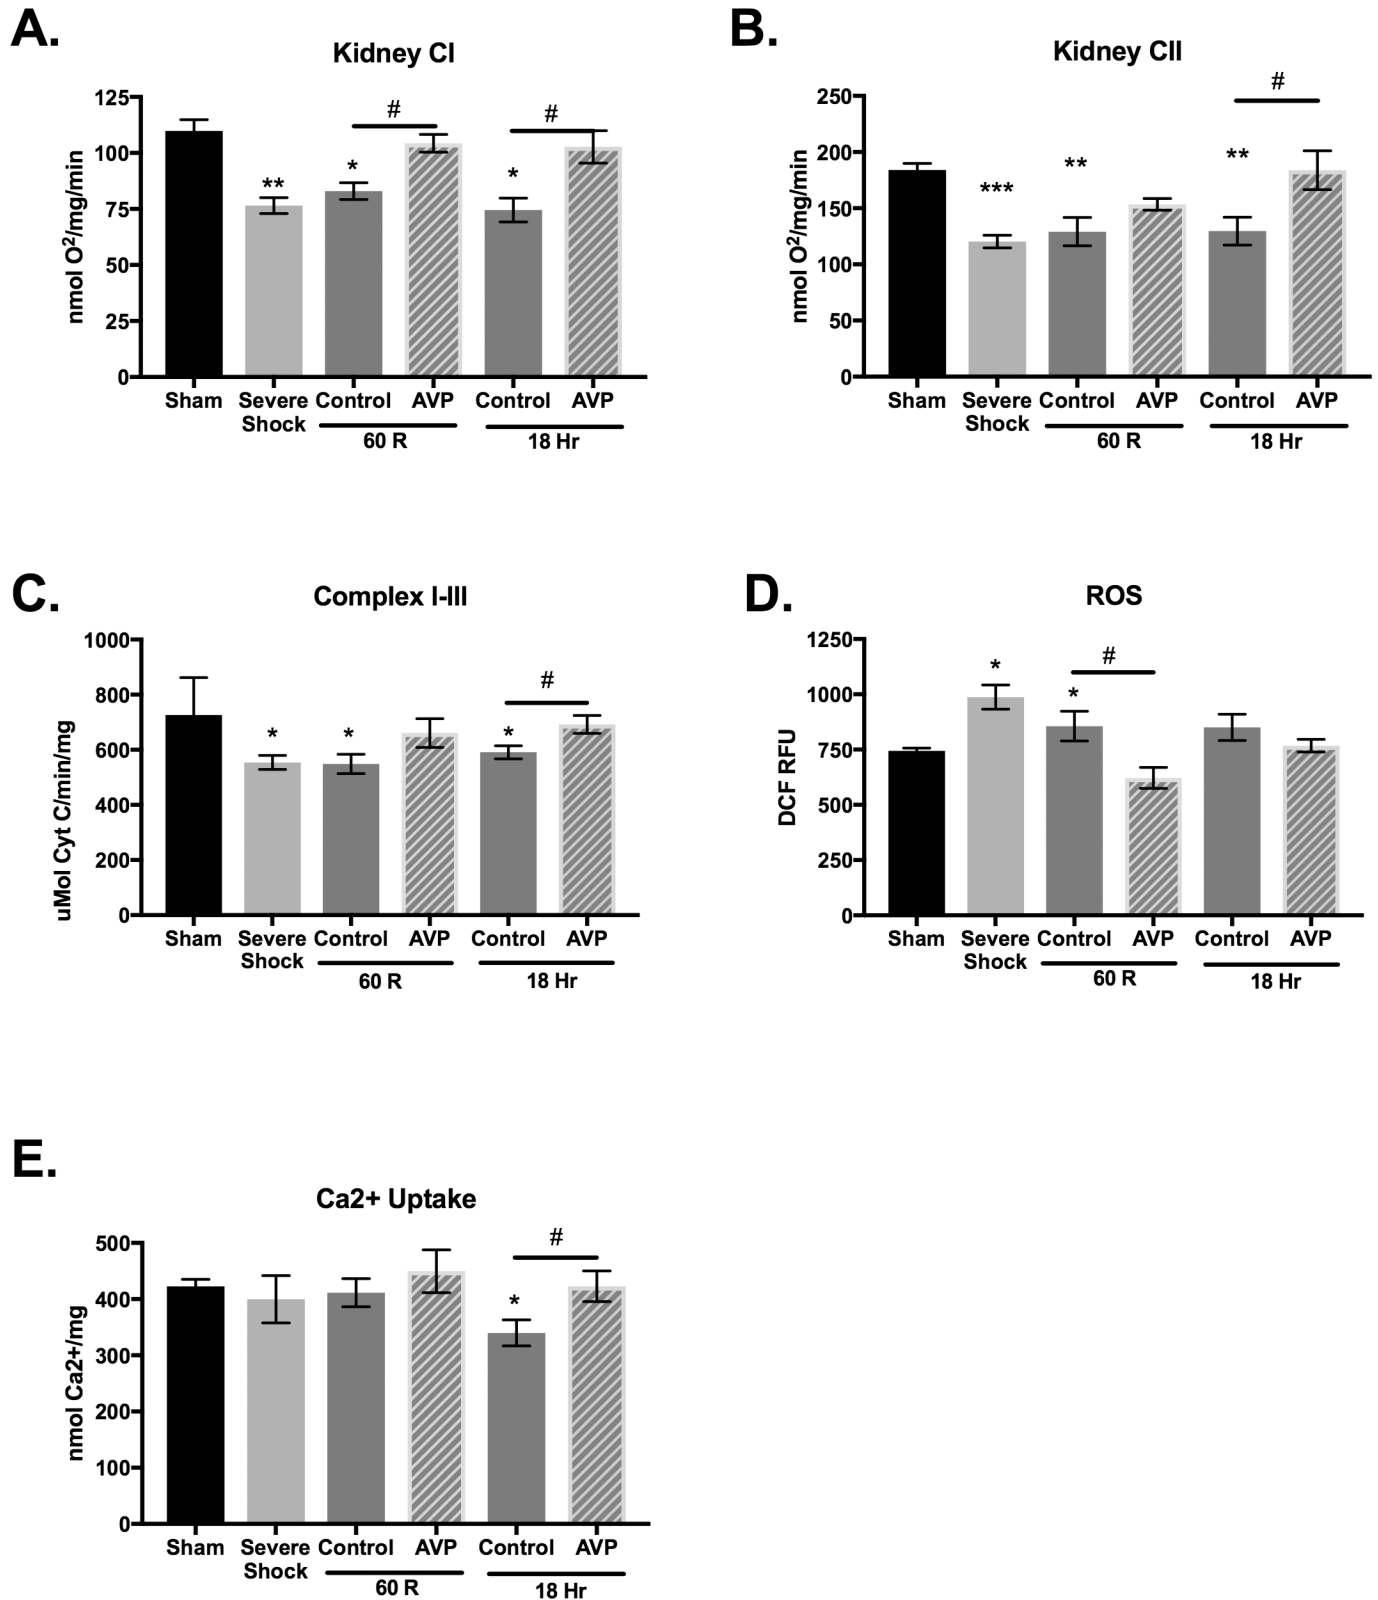 A.
Kidney CI
nmol O²/mg/min
125
100
75
50
25
0
** * # * #
Sham Severe Shock Control AVP Control AVP
60 R 18 Hr
B.
Kidney CII
nmol O²/mg/min
250
200
150
100
50
0
*** ** ** #
Sham Severe Shock Control AVP Control AVP
60 R 18 Hr
C.
Complex I-III
uMol Cyt C/min/mg
1000
800
600
400
200
0
* * * #
Sham Severe Shock Control AVP Control AVP
60 R 18 Hr
D.
ROS
DCF RFU
1250
1000
750
500
250
0
* * #
Sham Severe Shock Control AVP Control AVP
60 R 18 Hr
E.
Ca2+ Uptake
nmol Ca2+/mg
500
400
300
200
100
0
* #
Sham Severe Shock Control AVP Control AVP
60 R 18 Hr